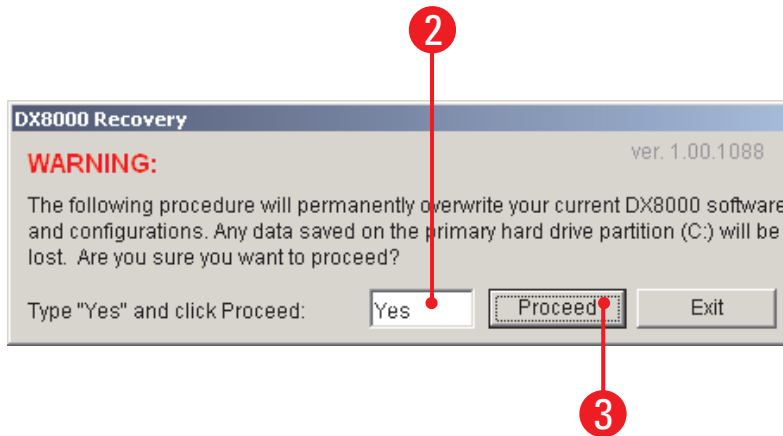 2
DX8000 Recovery
WARNING:
ver. 1.00.1088
The following procedure will permanently overwrite your current DX8000 software
and configurations. Any data saved on the primary hard drive partition (C:) will be
lost. Are you sure you want to proceed?
Type "Yes" and click Proceed: Yes Proceed Exit
3